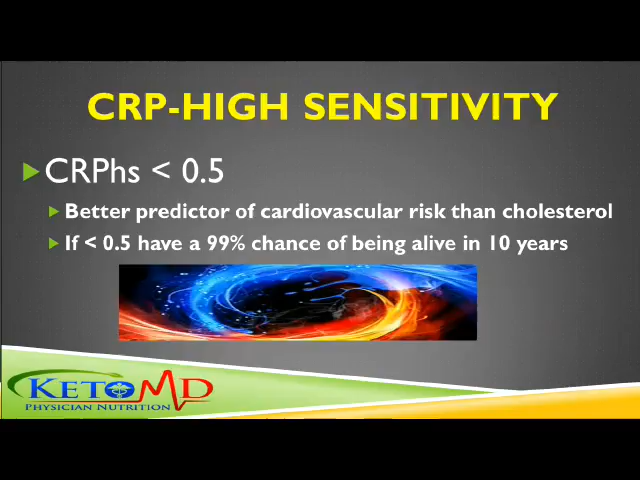 CRP-HIGH SENSITIVITY
CRPhs < 0.5
Better predictor of cardiovascular risk than cholesterol
If < 0.5 have a 99% chance of being alive in 10 years
KETOMD
PHYSICIAN NUTRITION